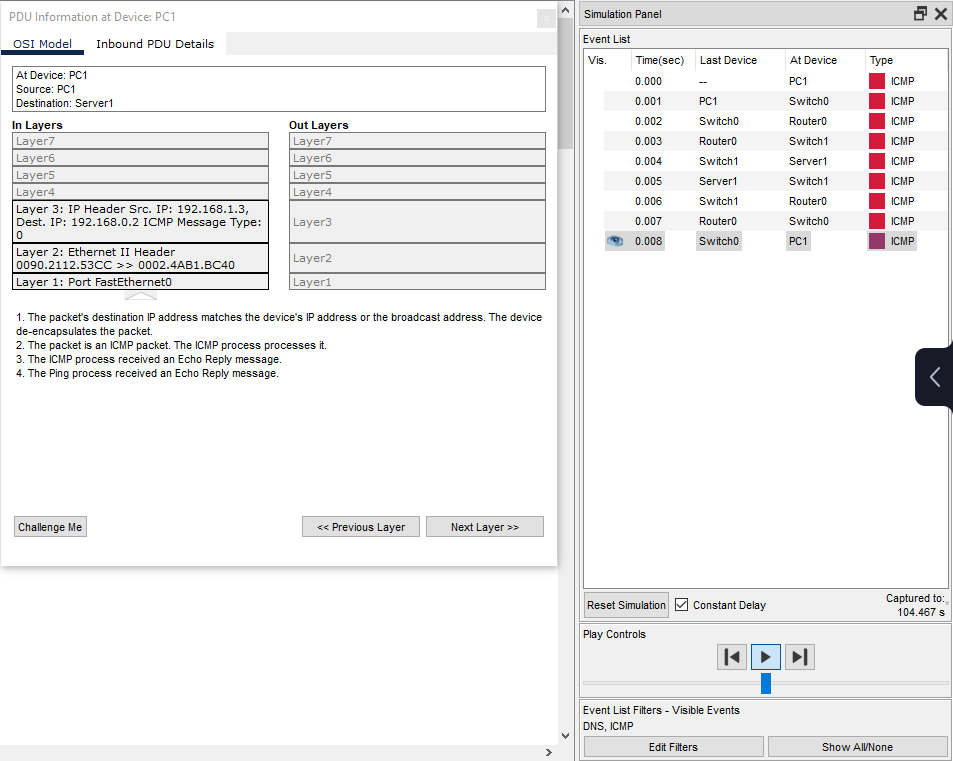 PDU Information at Device: PC1
OSI Model Inbound PDU Details
At Device: PC1
Source: PC1
Destination: Server1
In Layers Out Layers
Layer7 Layer7
Layer6 Layer6
Layer5 Layer5
Layer4 Layer4
Layer 3: IP Header Src. IP: 192.168.1.3,
Dest. IP: 192.168.0.2 ICMP Message Type:
0
Layer3
Layer 2: Ethernet II Header
0090.2112.53CC >> 0002.4AB1.BC40
Layer2
Layer 1: Port FastEthernet0 Layer1
1. The packet's destination IP address matches the device's IP address or the broadcast address. The device
de-encapsulates the packet.
2. The packet is an ICMP packet. The ICMP process processes it.
3. The ICMP process received an Echo Reply message.
4. The Ping process received an Echo Reply message.
Challenge Me << Previous Layer Next Layer >>
Simulation Panel
Event List
Vis. Time(sec) Last Device At Device Type
0.000 -- PC1 ICMP
0.001 PC1 Switch0 ICMP
0.002 Switch0 Router0 ICMP
0.003 Router0 Switch1 ICMP
0.004 Switch1 Server1 ICMP
0.005 Server1 Switch1 ICMP
0.006 Switch1 Router0 ICMP
0.007 Router0 Switch0 ICMP
0.008 Switch0 PC1 ICMP
Reset Simulation Constant Delay
Captured to:
104.467 s
Play Controls
Event List Filters - Visible Events
DNS, ICMP
Edit Filters Show All/None